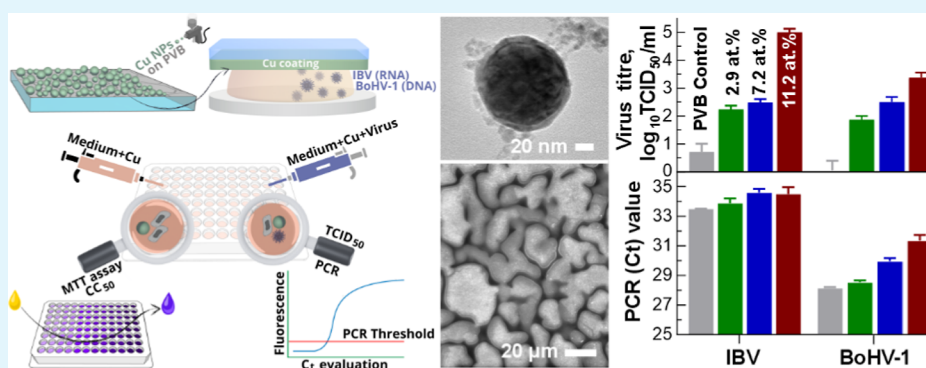 Cu NPs
on PVB
Cu coating
IBV (RNA)
BoHV-1 (DNA)
Medium+Cu
Medium+Cu+Virus
TCID50
PCR
MTT assay
CC50
Fluorescence
PCR Threshold
Ct evaluation
20 nm
20 µm
Virus titre,
log10TCID50/ml
5
4
3
2
1
0
PVB Control
2.9 at.%
7.2 at.%
11.2 at.%
PCR (Ct) value
35
33
31
29
27
25
IBV
BoHV-1